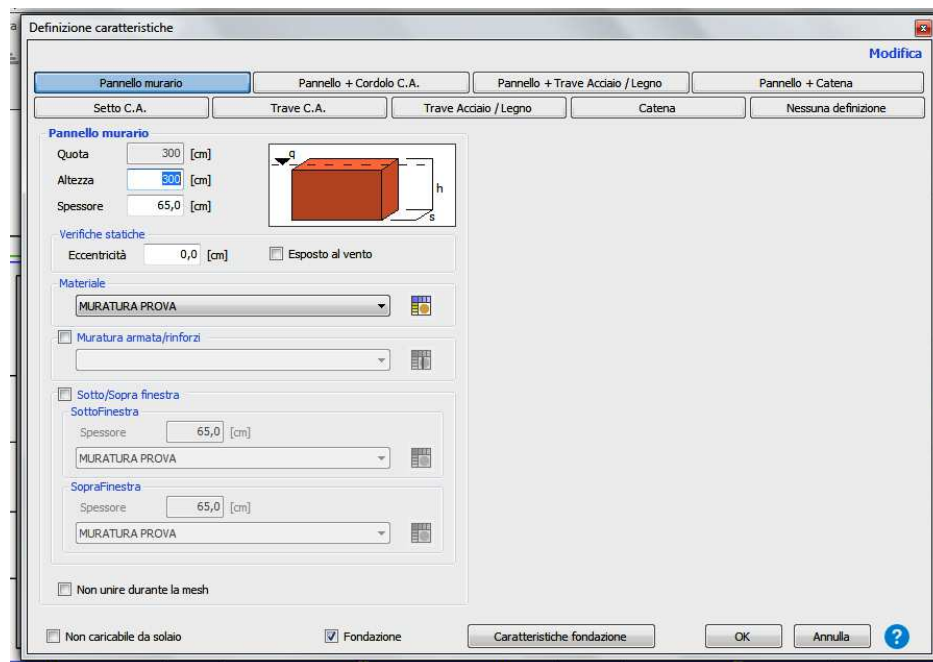 Definizione caratteristiche
Modifica
Pannello murario
Pannello + Cordolo C.A.
Pannello + Trave Acciaio / Legno
Pannello + Catena
Setto C.A.
Trave C.A.
Trave Acciaio / Legno
Catena
Nessuna definizione
Pannello murario
Quota 300 [cm]
Altezza 300 [cm]
Spessore 65,0 [cm]
q
h
s
Verifiche statiche
Eccentricità 0,0 [cm]
Esposto al vento
Materiale
MURATURA PROVA
Muratura armata/rinforzi
Sotto/Sopra finestra
SottoFinestra
Spessore 65,0 [cm]
MURATURA PROVA
SopraFinestra
Spessore 65,0 [cm]
MURATURA PROVA
Non unire durante la mesh
Non caricabile da solaio
Fondazione
Caratteristiche fondazione
OK
Annulla
?